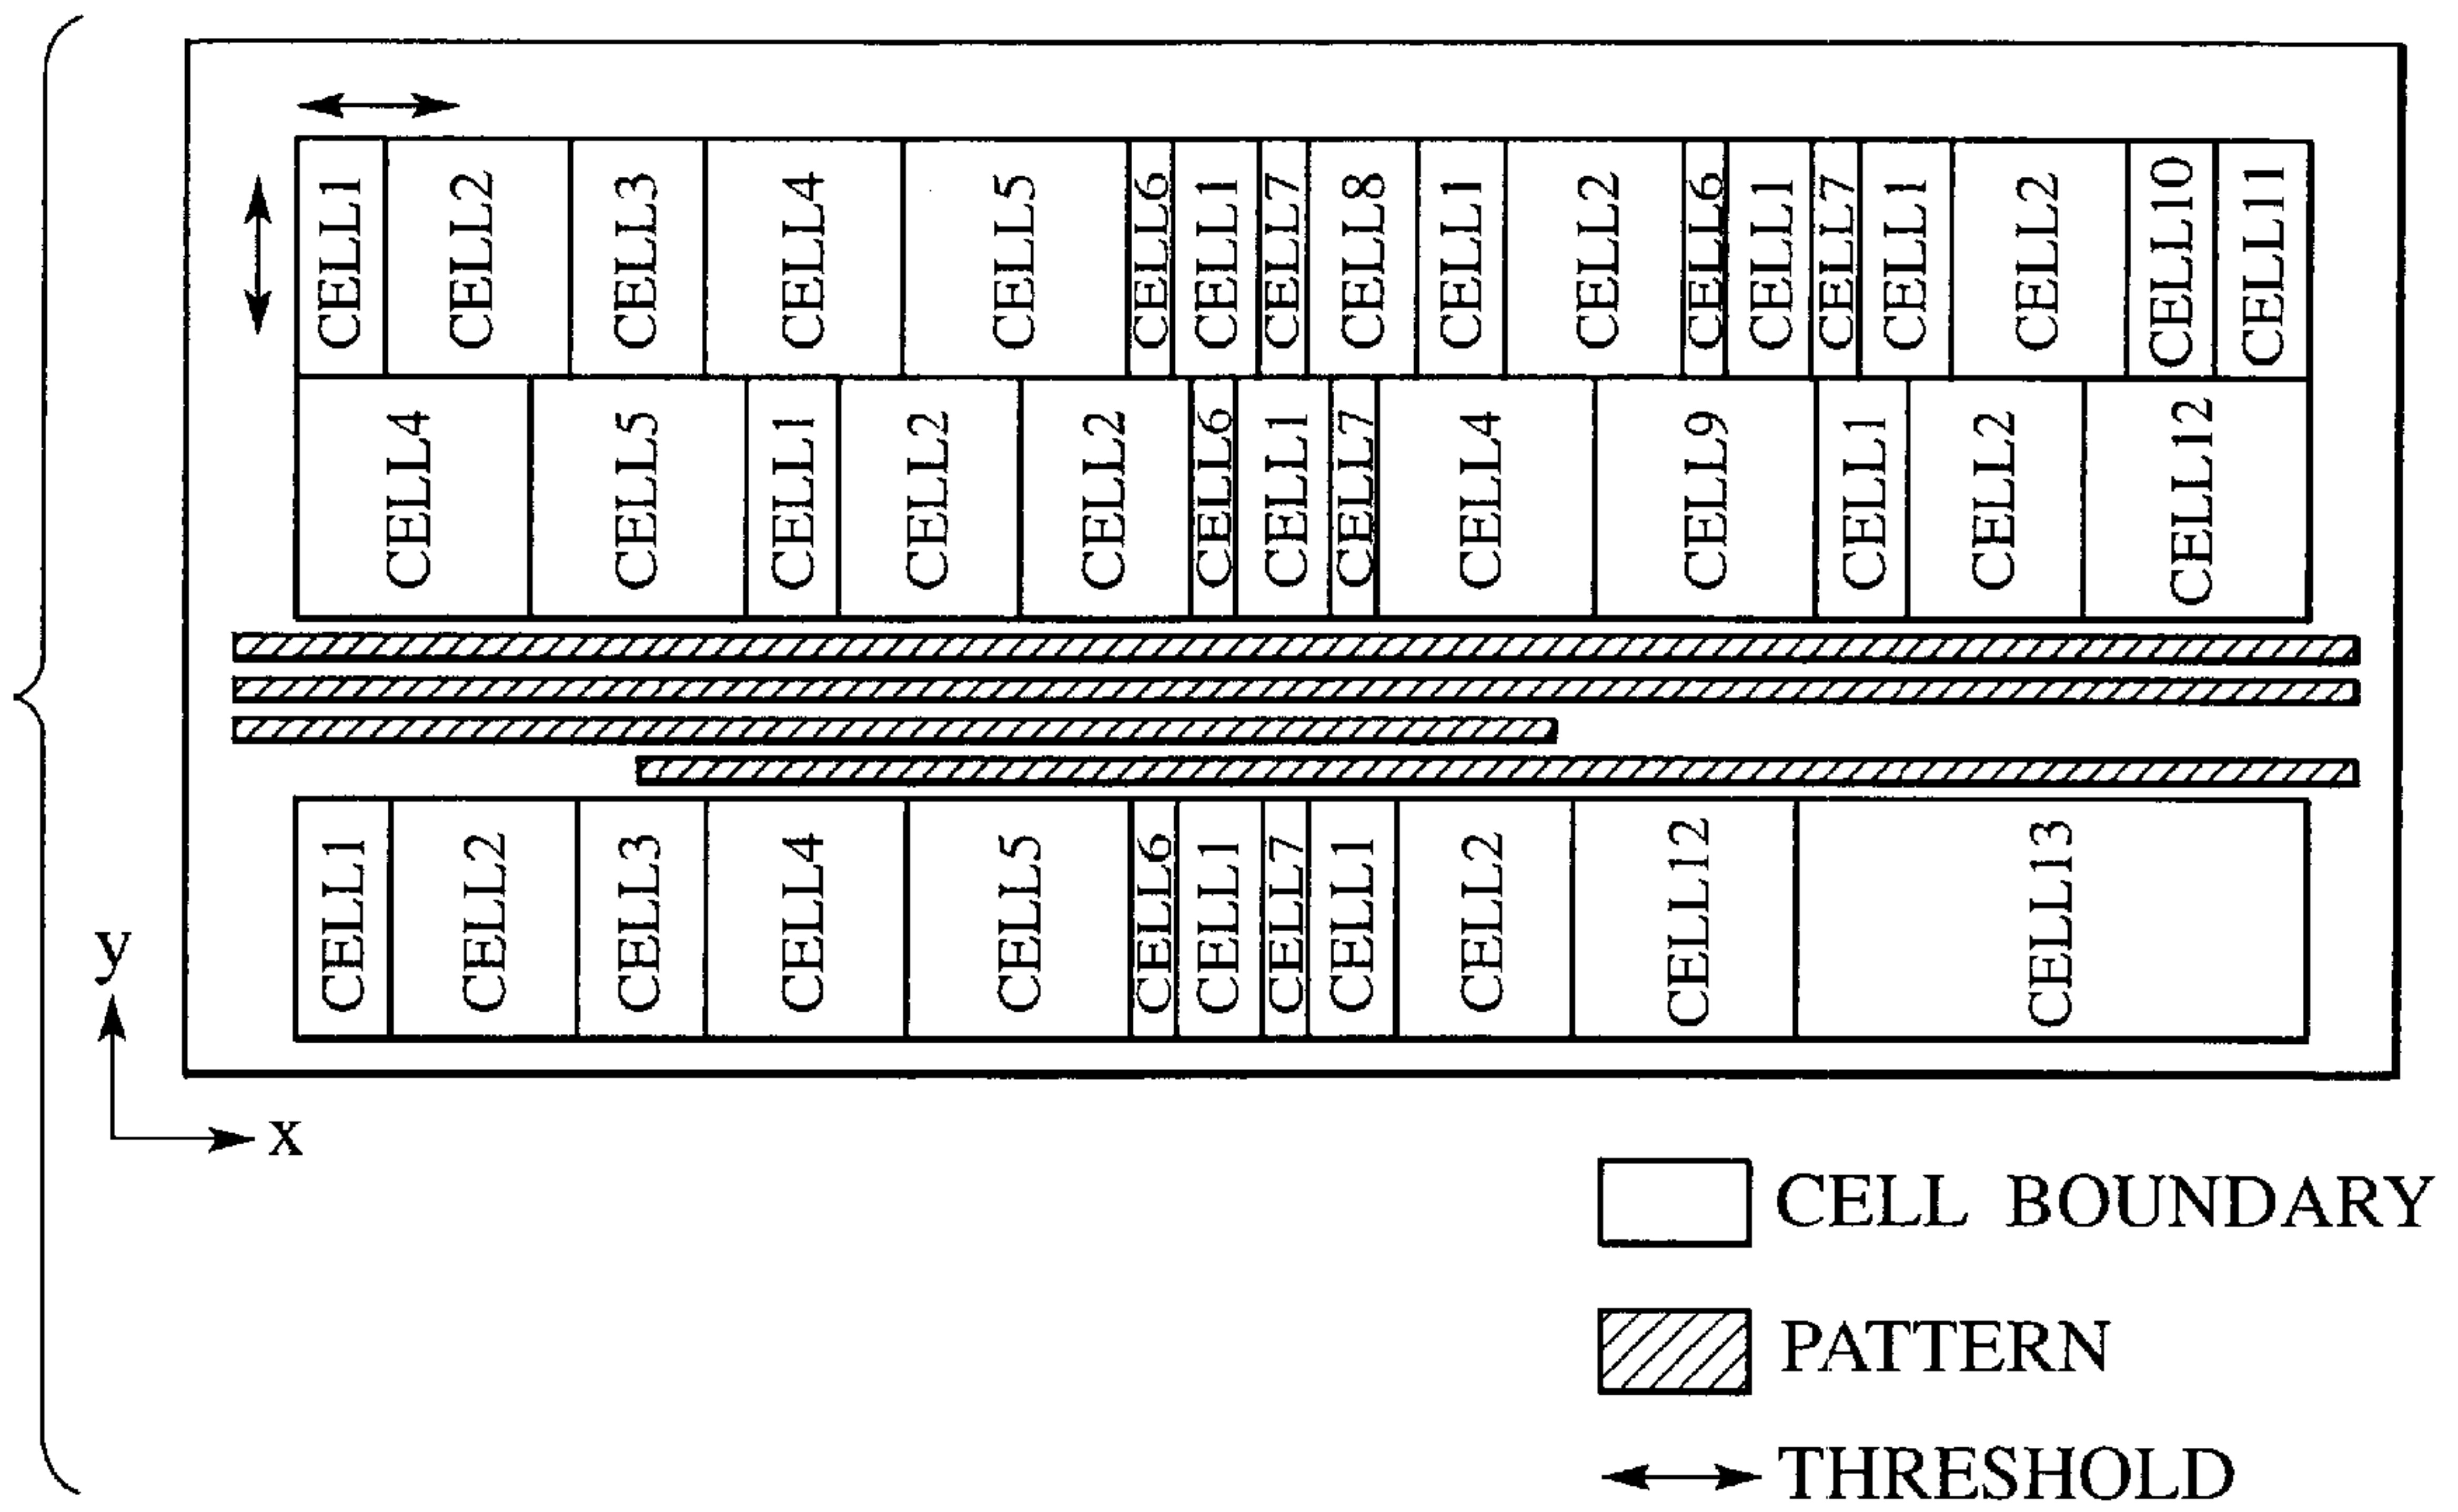 CELL1 CELL2 CELL3 CELL4 CELL5 CELL6 CELL1 CELL7 CELL8 CELL1 CELL2 CELL6 CELL1 CELL7 CELL1 CELL2 CELL10 CELL11
CELL4 CELL5 CELL1 CELL2 CELL2 CELL6 CELL1 CELL7 CELL4 CELL9 CELL1 CELL2 CELL12
CELL1 CELL2 CELL3 CELL4 CELL5 CELL6 CELL1 CELL7 CELL1 CELL2 CELL12 CELL13
y
x
CELL BOUNDARY
PATTERN
THRESHOLD